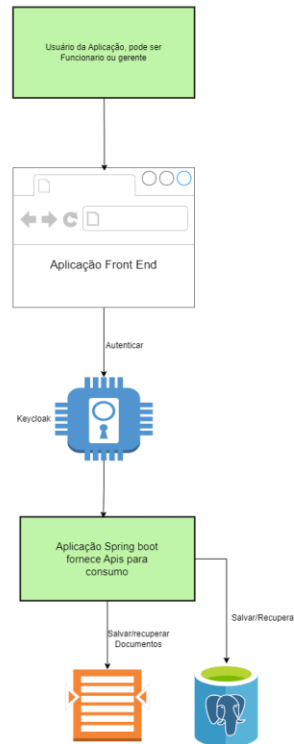 Usuário da Aplicação, pode ser
Funcionario ou gerente
Aplicação Front End
Autenticar
Keycloak
Aplicação Spring boot
fornece Apis para
consumo
Salvar/recuperar
Documentos
Salvar/Recupera